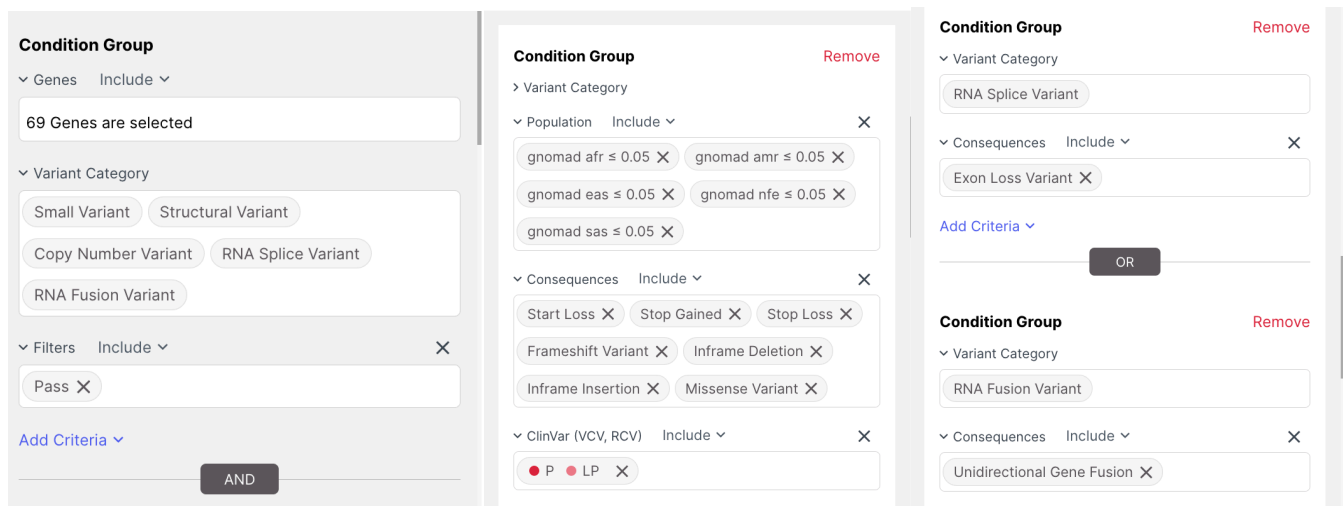 Condition Group
Genes Include
69 Genes are selected
Variant Category
Small Variant Structural Variant
Copy Number Variant RNA Splice Variant
RNA Fusion Variant
Filters Include
Pass
Add Criteria
AND
Condition Group Remove
Variant Category
Population Include
gnomad afr ≤ 0.05 gnomad amr ≤ 0.05
gnomad eas ≤ 0.05 gnomad nfe ≤ 0.05
gnomad sas ≤ 0.05
Consequences Include
Start Loss Stop Gained Stop Loss
Frameshift Variant Inframe Deletion
Inframe Insertion Missense Variant
ClinVar (VCV, RCV) Include
P LP
Condition Group Remove
Variant Category
RNA Splice Variant
Consequences Include
Exon Loss Variant
Add Criteria
OR
Condition Group Remove
Variant Category
RNA Fusion Variant
Consequences Include
Unidirectional Gene Fusion